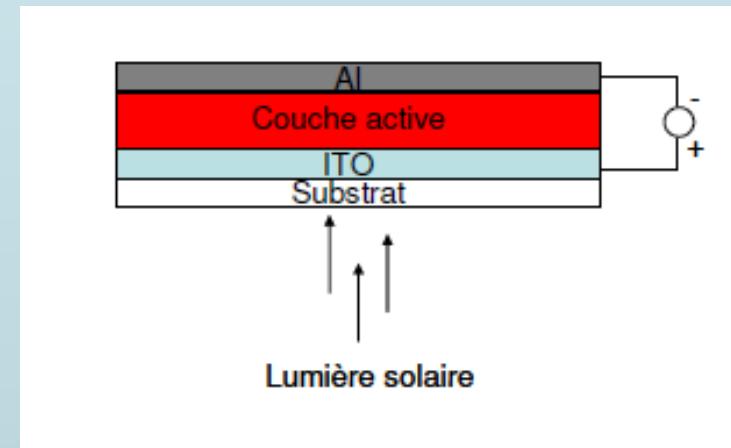 Al
Couche active
-
+
ITO
Substrat
Lumière solaire